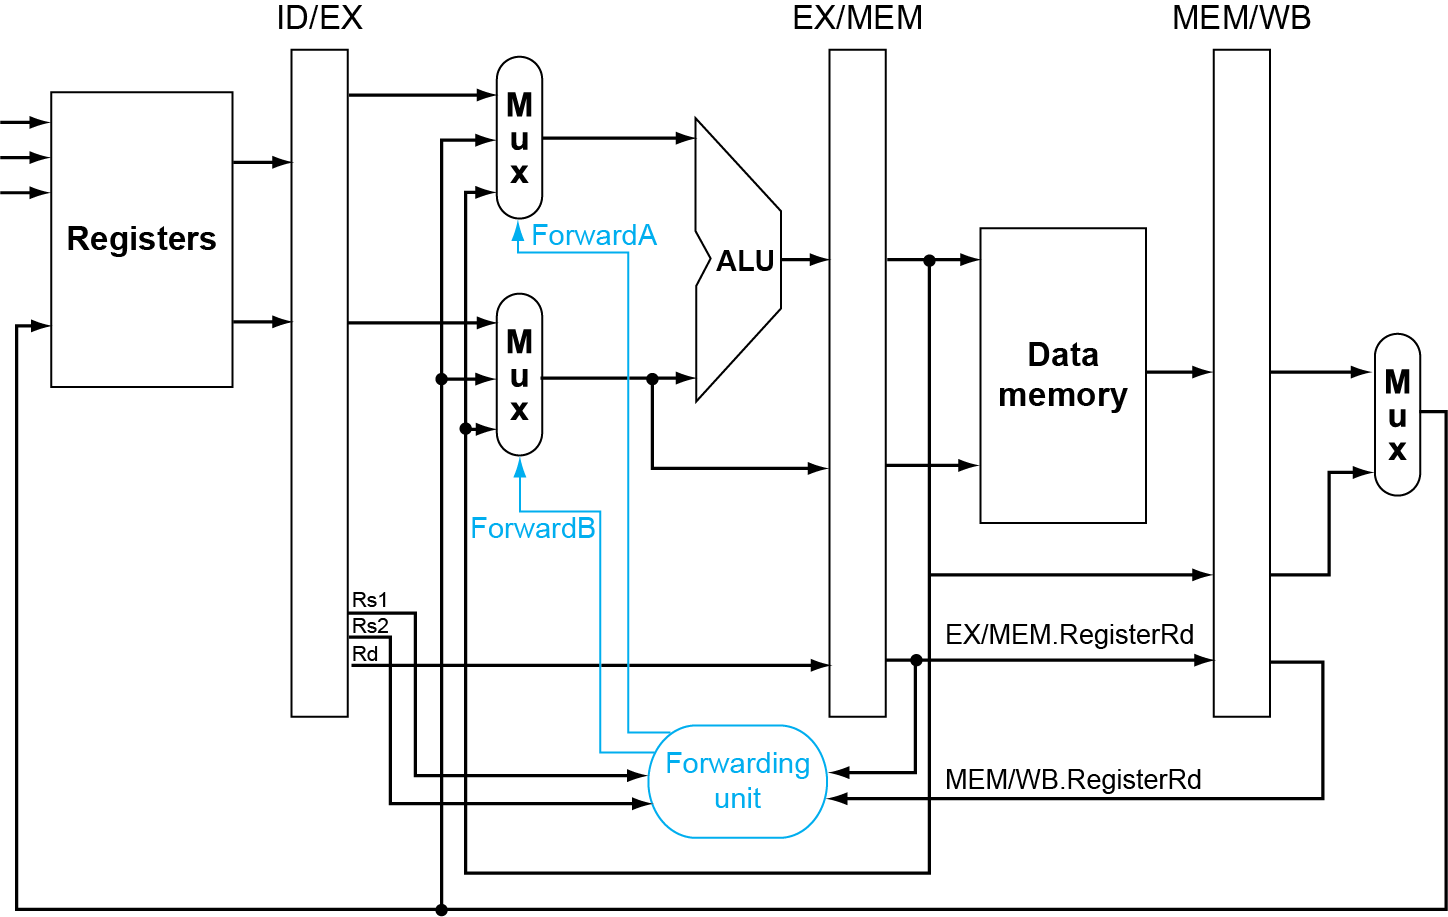 ID/EX
EX/MEM
MEM/WB
M
u
x
Registers
ForwardA
ALU
M
u
x
Data
memory
M
u
x
ForwardB
Rs1
Rs2
Rd
EX/MEM.RegisterRd
Forwarding
unit
MEM/WB.RegisterRd